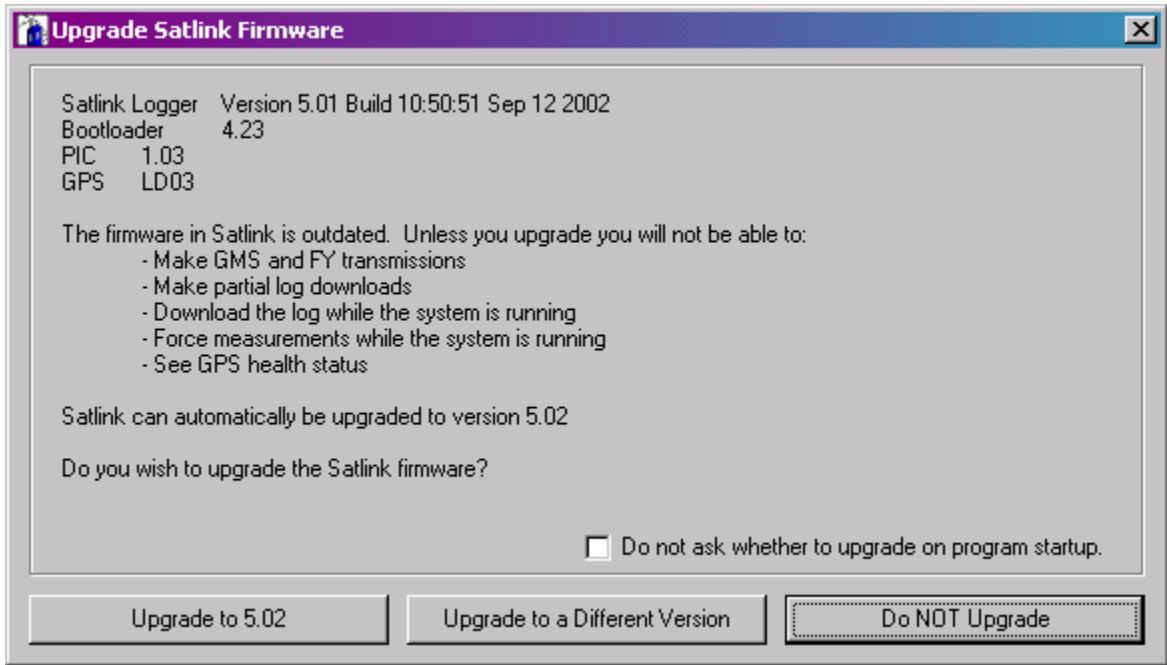 Upgrade Satlink Firmware
Satlink Logger Version 5.01 Build 10:50:51 Sep 12 2002
Bootloader 4.23
PIC 1.03
GPS LD03
The firmware in Satlink is outdated. Unless you upgrade you will not be able to:
- Make GMS and FY transmissions
- Make partial log downloads
- Download the log while the system is running
- Force measurements while the system is running
- See GPS health status
Satlink can automatically be upgraded to version 5.02
Do you wish to upgrade the Satlink firmware?
Do not ask whether to upgrade on program startup.
Upgrade to 5.02 Upgrade to a Different Version Do NOT Upgrade